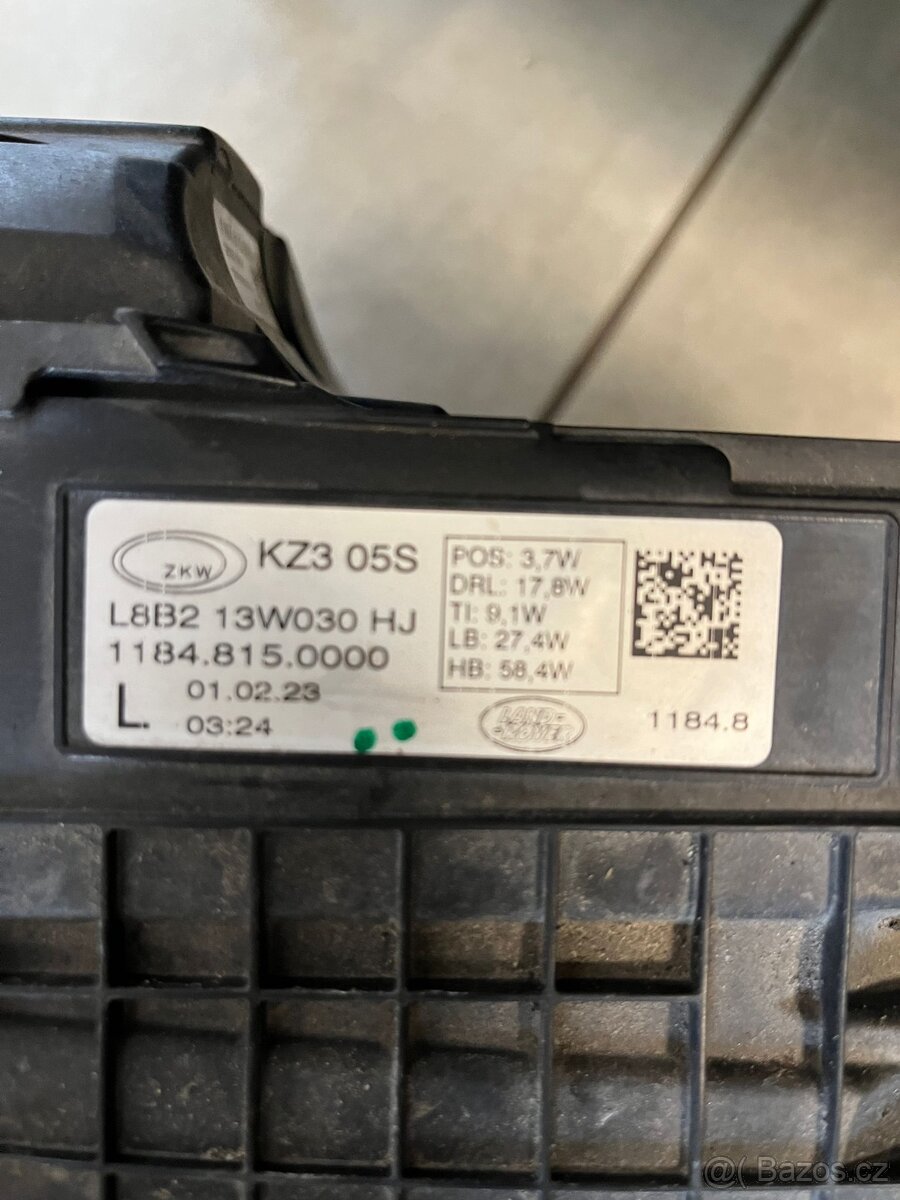 ZKW KZ3 05S
L8B2 13W030 HJ
1184.815.0000
L. 01.02.23
03:24
POS: 3,7W
DRL: 17,8W
TI: 9,1W
LB: 27,4W
HB: 58,4W
LAND-
-ROVER
1184.8
@( Bazos.cz